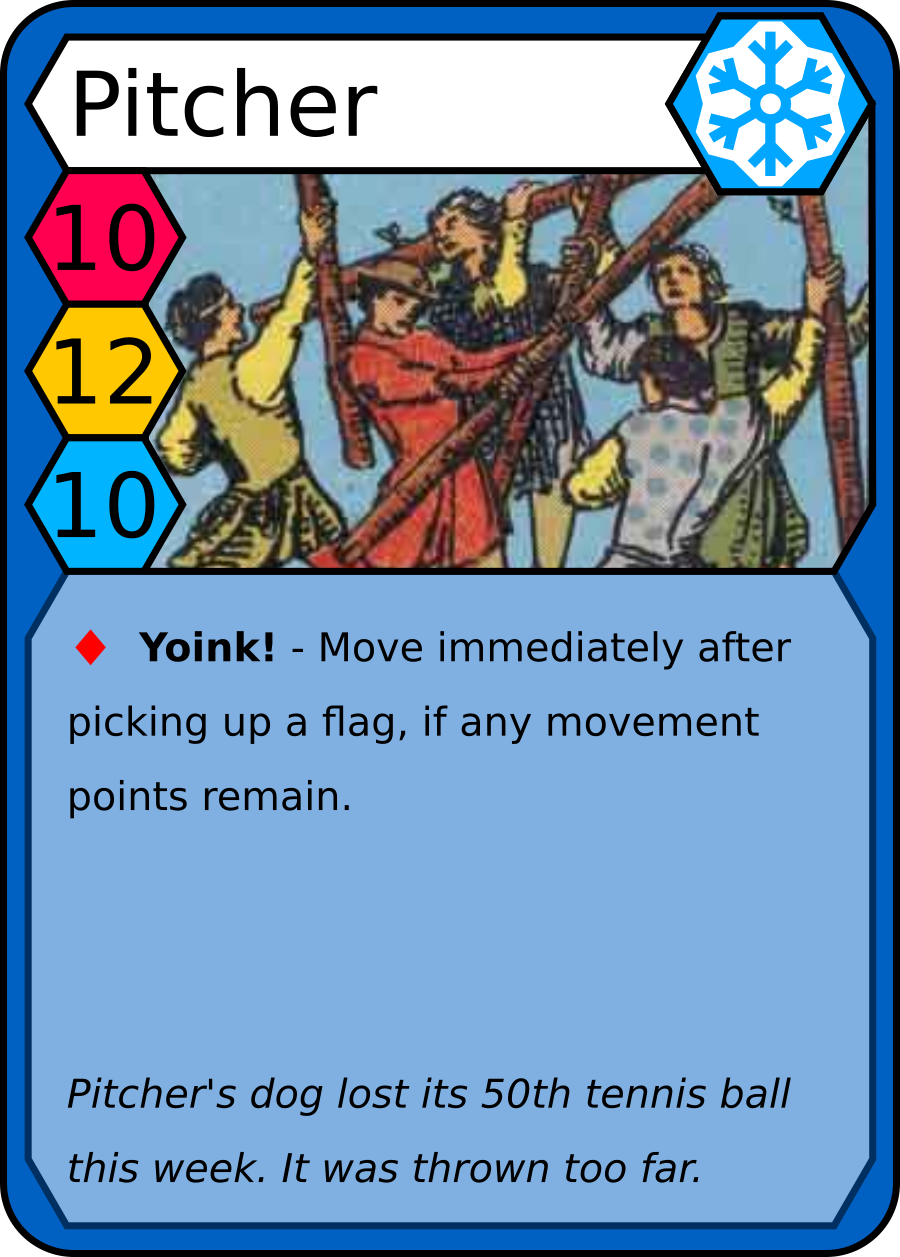 Pitcher
10
12
10
♦ Yoink! - Move immediately after
picking up a flag, if any movement
points remain.
Pitcher's dog lost its 50th tennis ball
this week. It was thrown too far.